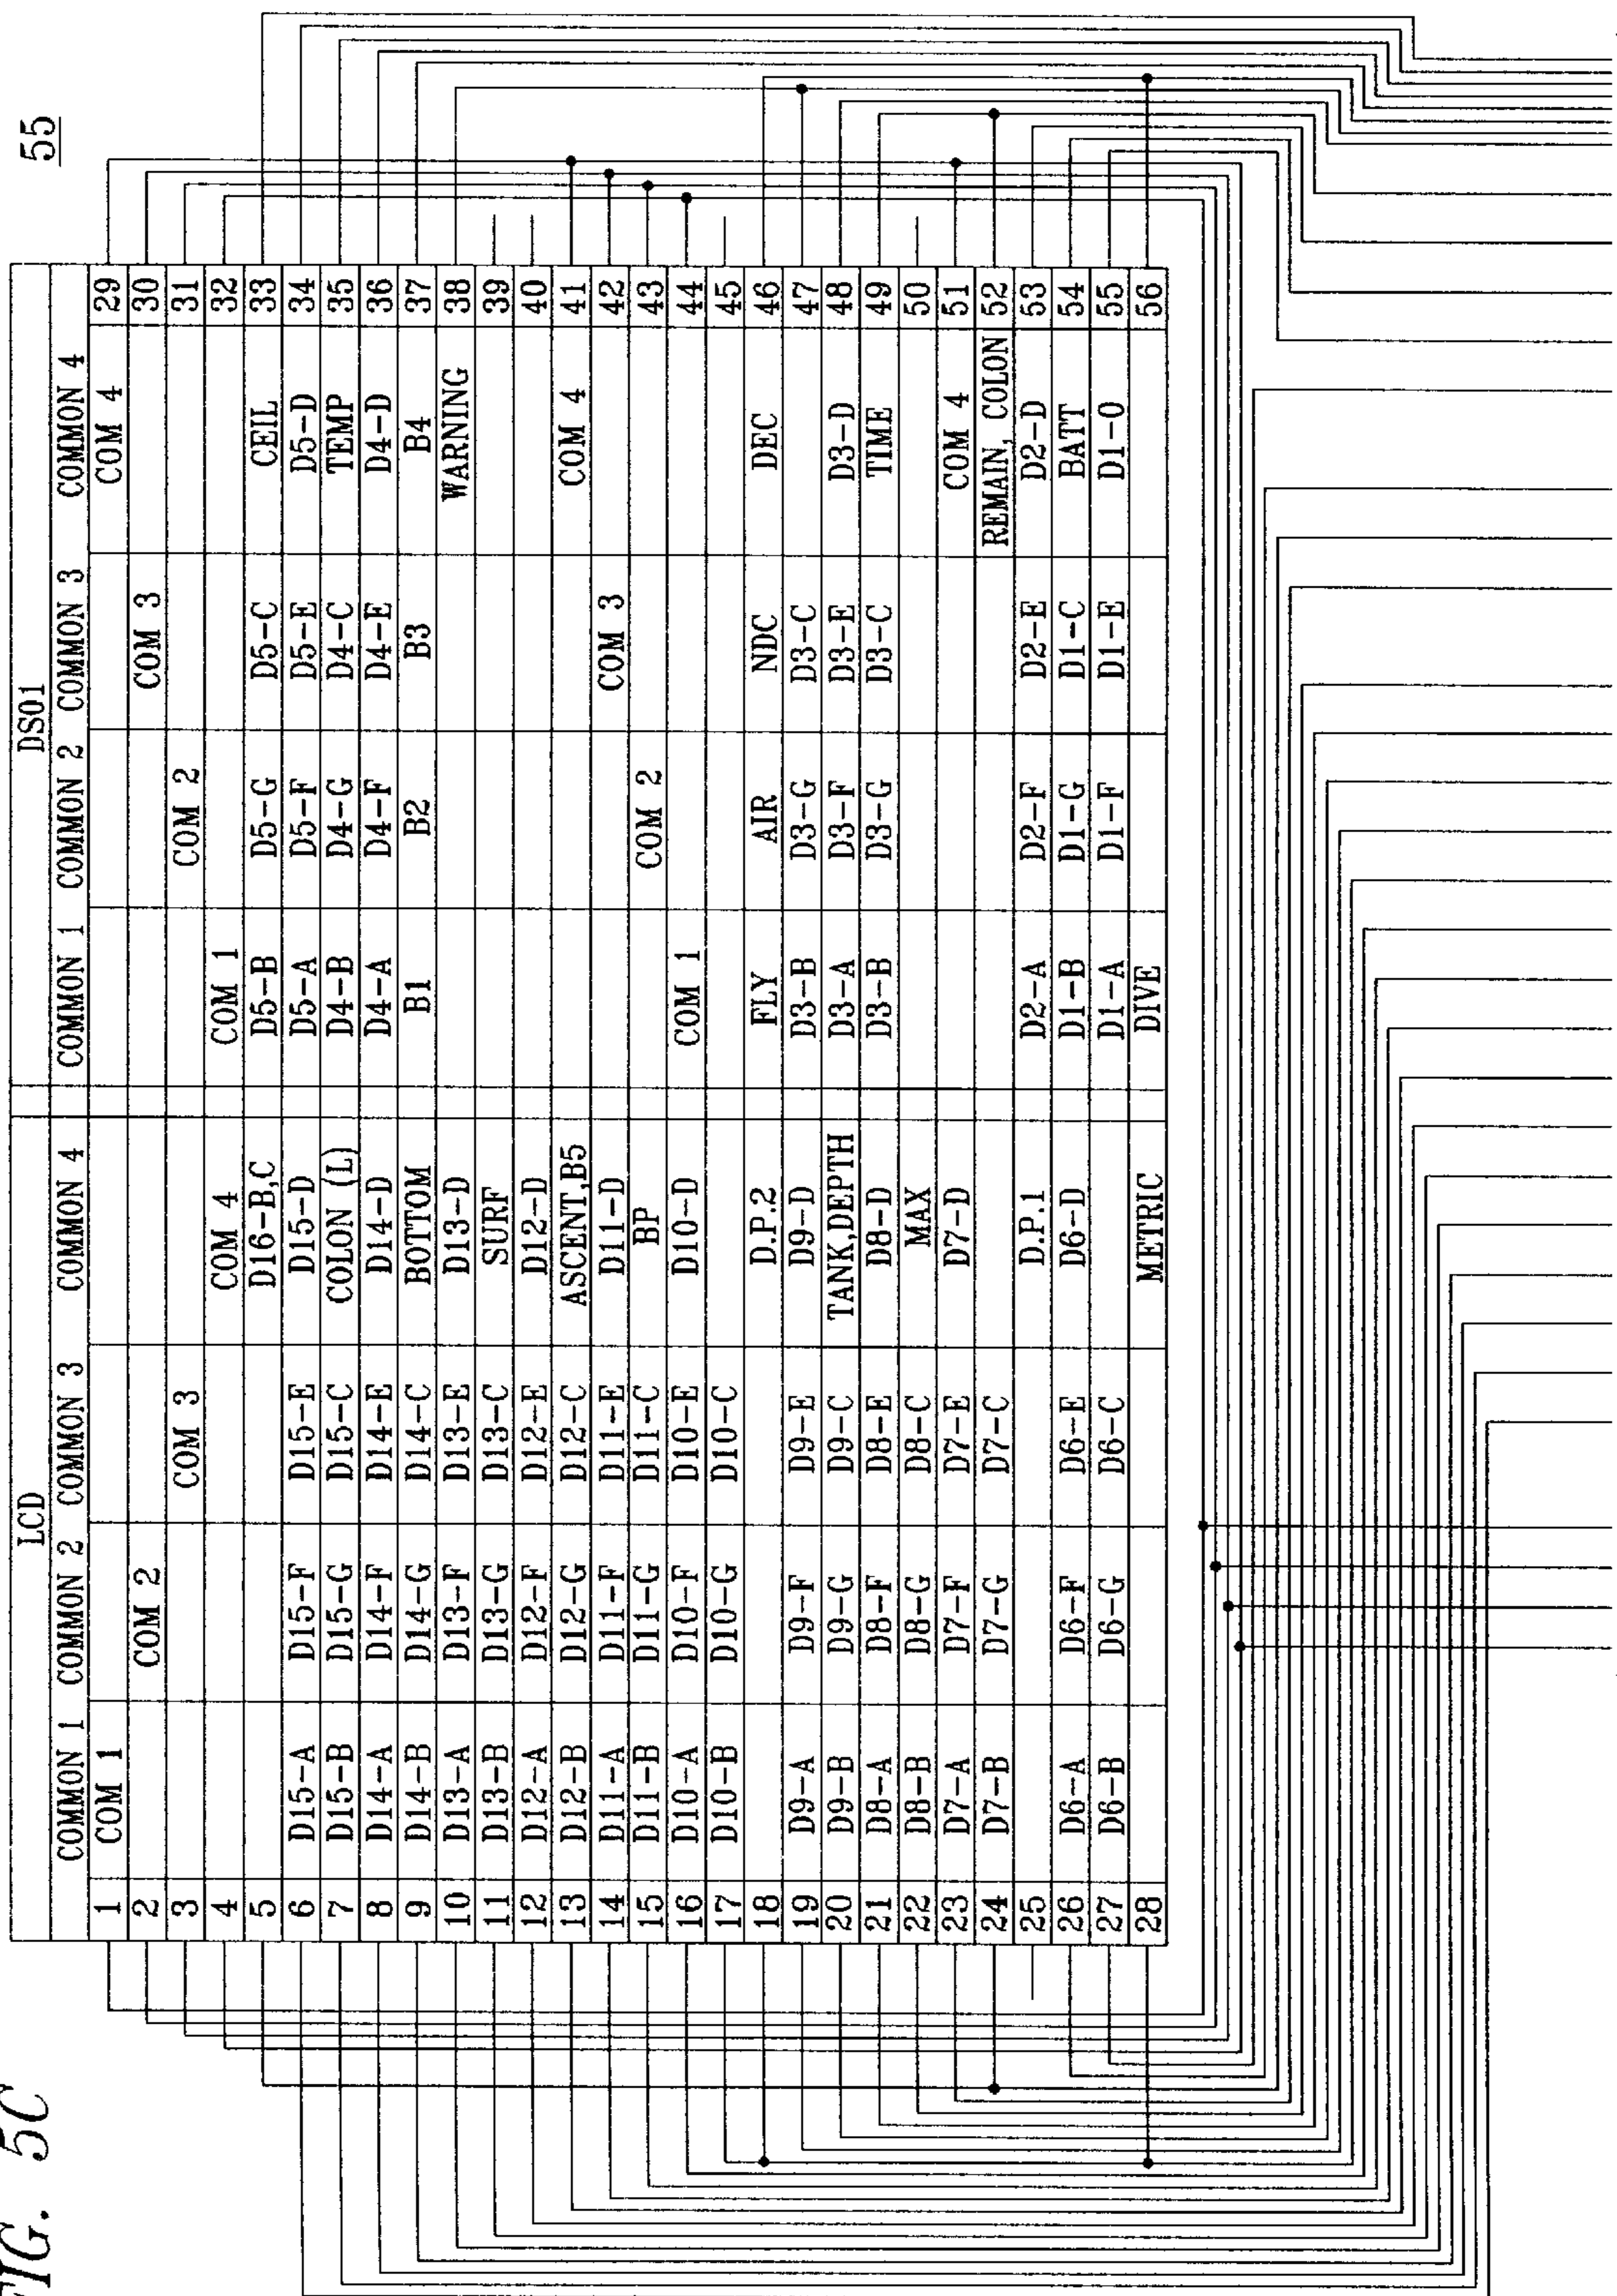 FIG. 5C
55
LCD DS01
COMMON 1 COMMON 2 COMMON 3 COMMON 4 COMMON 1 COMMON 2 COMMON 3 COMMON 4
1 COM 1 COM 4 29
2 COM 2 COM 3 30
3 COM 3 COM 2 31
4 COM 4 COM 1 32
5 D16-B,C D5-B D5-G D5-C CEIL 33
6 D15-A D15-F D15-E D15-D D5-A D5-F D5-E D5-D 34
7 D15-B D15-G D15-C COLON (L) D4-B D4-G D4-C TEMP 35
8 D14-A D14-F D14-E D14-D D4-A D4-F D4-E D4-D 36
9 D14-B D14-G D14-C BOTTOM B1 B2 B3 B4 37
10 D13-A D13-F D13-E D13-D WARNING 38
11 D13-B D13-G D13-C SURF 39
12 D12-A D12-F D12-E D12-D 40
13 D12-B D12-G D12-C ASCENT,B5 COM 4 41
14 D11-A D11-F D11-E D11-D COM 3 42
15 D11-B D11-G D11-C BP COM 2 43
16 D10-A D10-F D10-E D10-D COM 1 44
17 D10-B D10-G D10-C 45
18 D.P.2 FLY AIR NDC DEC 46
19 D9-A D9-F D9-E D9-D D3-B D3-G D3-C 47
20 D9-B D9-G D9-C TANK,DEPTH D3-A D3-F D3-E D3-D 48
21 D8-A D8-F D8-E D8-D D3-B D3-G D3-C TIME 49
22 D8-B D8-G D8-C MAX 50
23 D7-A D7-F D7-E D7-D COM 4 51
24 D7-B D7-G D7-C REMAIN, COLON 52
25 D.P.1 D2-A D2-F D2-E D2-D 53
26 D6-A D6-F D6-E D6-D D1-B D1-G D1-C BATT 54
27 D6-B D6-G D6-C D1-A D1-F D1-E D1-0 55
28 METRIC DIVE 56